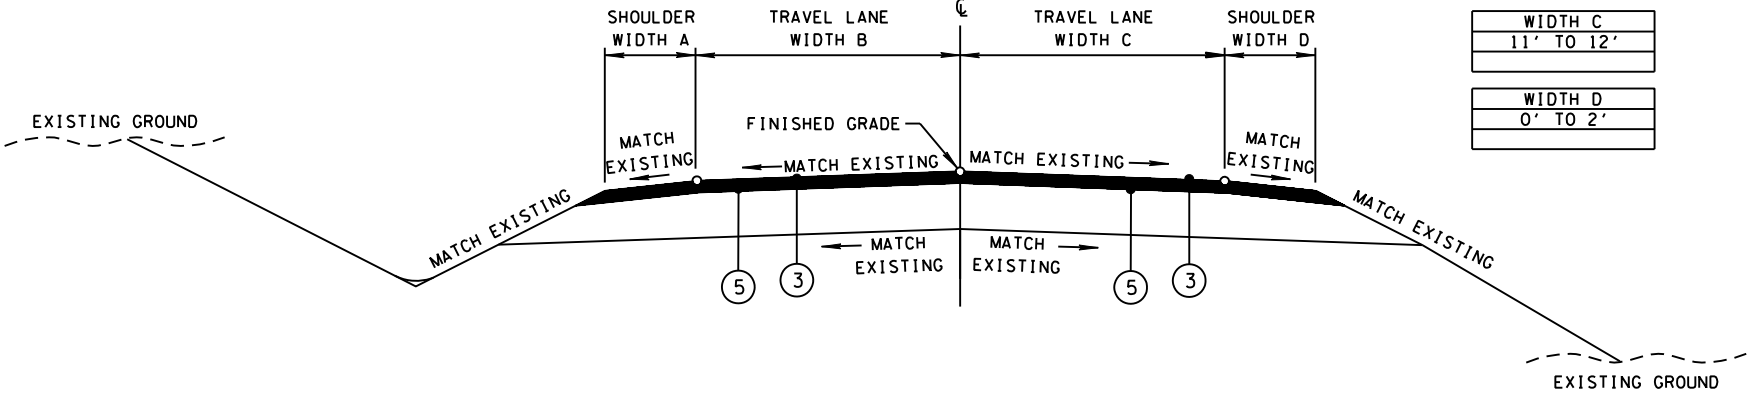 ℄
SHOULDER
WIDTH A
TRAVEL LANE
WIDTH B
TRAVEL LANE
WIDTH C
SHOULDER
WIDTH D
WIDTH C
11' TO 12'
WIDTH D
0' TO 2'
EXISTING GROUND
FINISHED GRADE
MATCH
EXISTING
MATCH EXISTING
MATCH EXISTING
MATCH
EXISTING
MATCH EXISTING
MATCH EXISTING
MATCH
EXISTING
MATCH
EXISTING
5
3
5
3
EXISTING GROUND